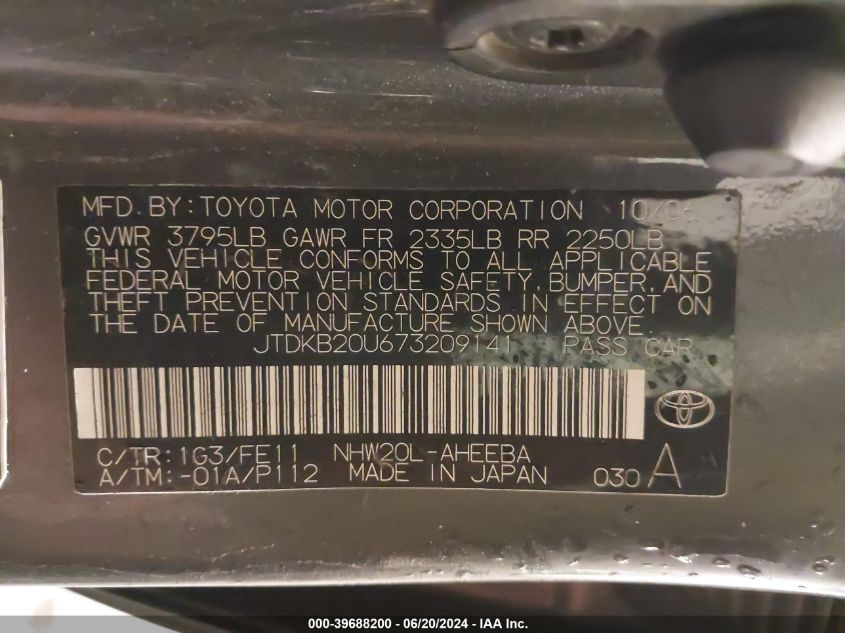 MFD. BY: TOYOTA MOTOR CORPORATION 10/06
GVWR 3795LB GAWR FR 2335LB RR 2250LB
THIS VEHICLE CONFORMS TO ALL APPLICABLE
FEDERAL MOTOR VEHICLE SAFETY, BUMPER, AND
THEFT PREVENTION STANDARDS IN EFFECT ON
THE DATE OF MANUFACTURE SHOWN ABOVE.
JTDKB20U673209141 PASS CAR
C/TR: 1G3/FE11 NHW20L-AHEEBA
A/TM: -01A/P112 MADE IN JAPAN 030 A
000-39688200 - 06/20/2024 - IAA Inc.